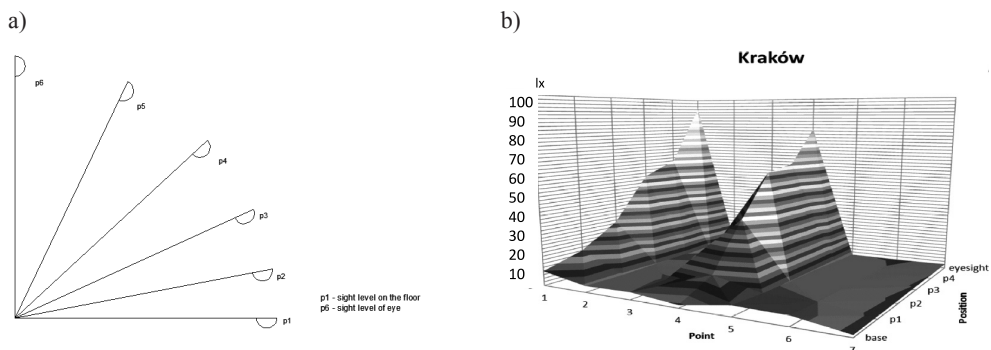 a)
p6
p5
p4
p3
p2
p1
p1 - sight level on the floor
p6 - sight level of eye
b)
Kraków
lx
100
90
80
70
60
50
40
30
20
10
-
1
2
3
4
5
6
7
Point
base
p1
p2
p3
p4
eyesight
Position